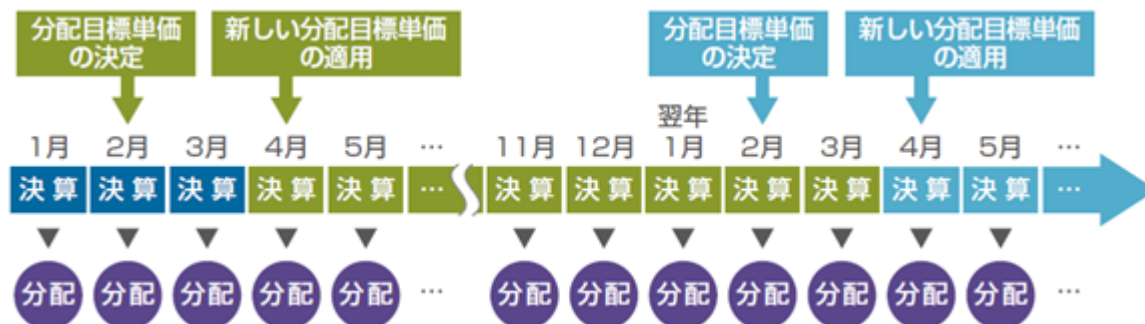 分配目標単価
の決定
新しい分配目標単価
の適用
分配目標単価
の決定
新しい分配目標単価
の適用
翌年
1月 2月 3月 4月 5月 … 11月 12月 1月 2月 3月 4月 5月 …
決算 決算 決算 決算 決算 … 決算 決算 決算 決算 決算 決算 決算 …
分配 分配 分配 分配 分配 … 分配 分配 分配 分配 分配 分配 分配 …